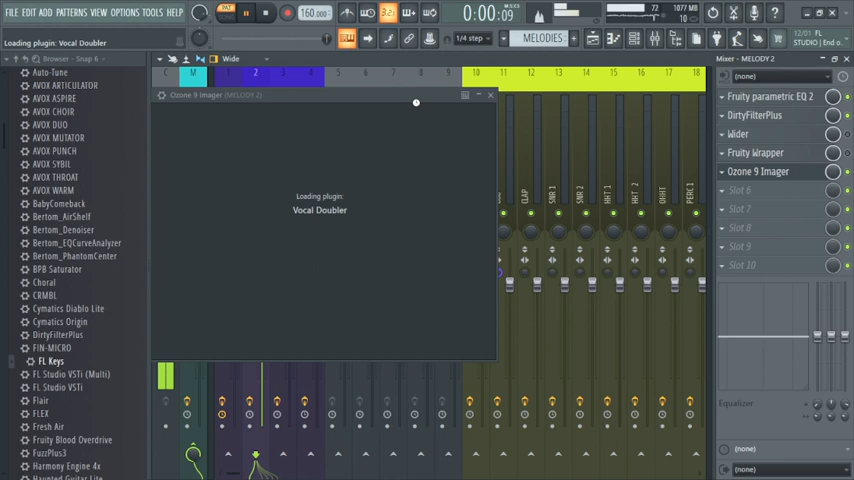 FILE EDIT ADD PATTERNS VIEW OPTIONS TOOLS HELP
PAT
SONG
160.000
3.2.
0:00:09
M:S:CS
72
1077 MB
10
Loading plugin: Vocal Doubler
1/4 step
MELODIES
12/01 FL
STUDIO | End o..
Browser - Snap 6
Auto-Tune
AVOX ARTICULATOR
AVOX ASPIRE
AVOX CHOIR
AVOX DUO
AVOX MUTATOR
AVOX PUNCH
AVOX SYBIL
AVOX THROAT
AVOX WARM
BabyComeback
Bertom_AirShelf
Bertom_Denoiser
Bertom_EQCurveAnalyzer
Bertom_PhantomCenter
BPB Saturator
Choral
CRMBL
Cymatics Diablo Lite
Cymatics Origin
DirtyFilterPlus
FIN-MICRO
FL Keys
FL Studio VSTi (Multi)
FL Studio VSTi
Flair
FLEX
Fresh Air
Fruity Blood Overdrive
FuzzPlus3
Harmony Engine 4x
Haunted Guitar Lite
Wide
C M 1 2 3 4 5 6 7 8 9 10 11 12 13 14 15 16 17 18
Ozone 9 Imager (MELODY 2)
Loading plugin:
Vocal Doubler
CLAP
SNR 1
SNR 2
HHT 1
HHT 2
OHHT
PERC 1
Mixer - MELODY 2
(none)
Fruity parametric EQ 2
DirtyFilterPlus
Wider
Fruity Wrapper
Ozone 9 Imager
Slot 6
Slot 7
Slot 8
Slot 9
Slot 10
Equalizer
(none)
(none)